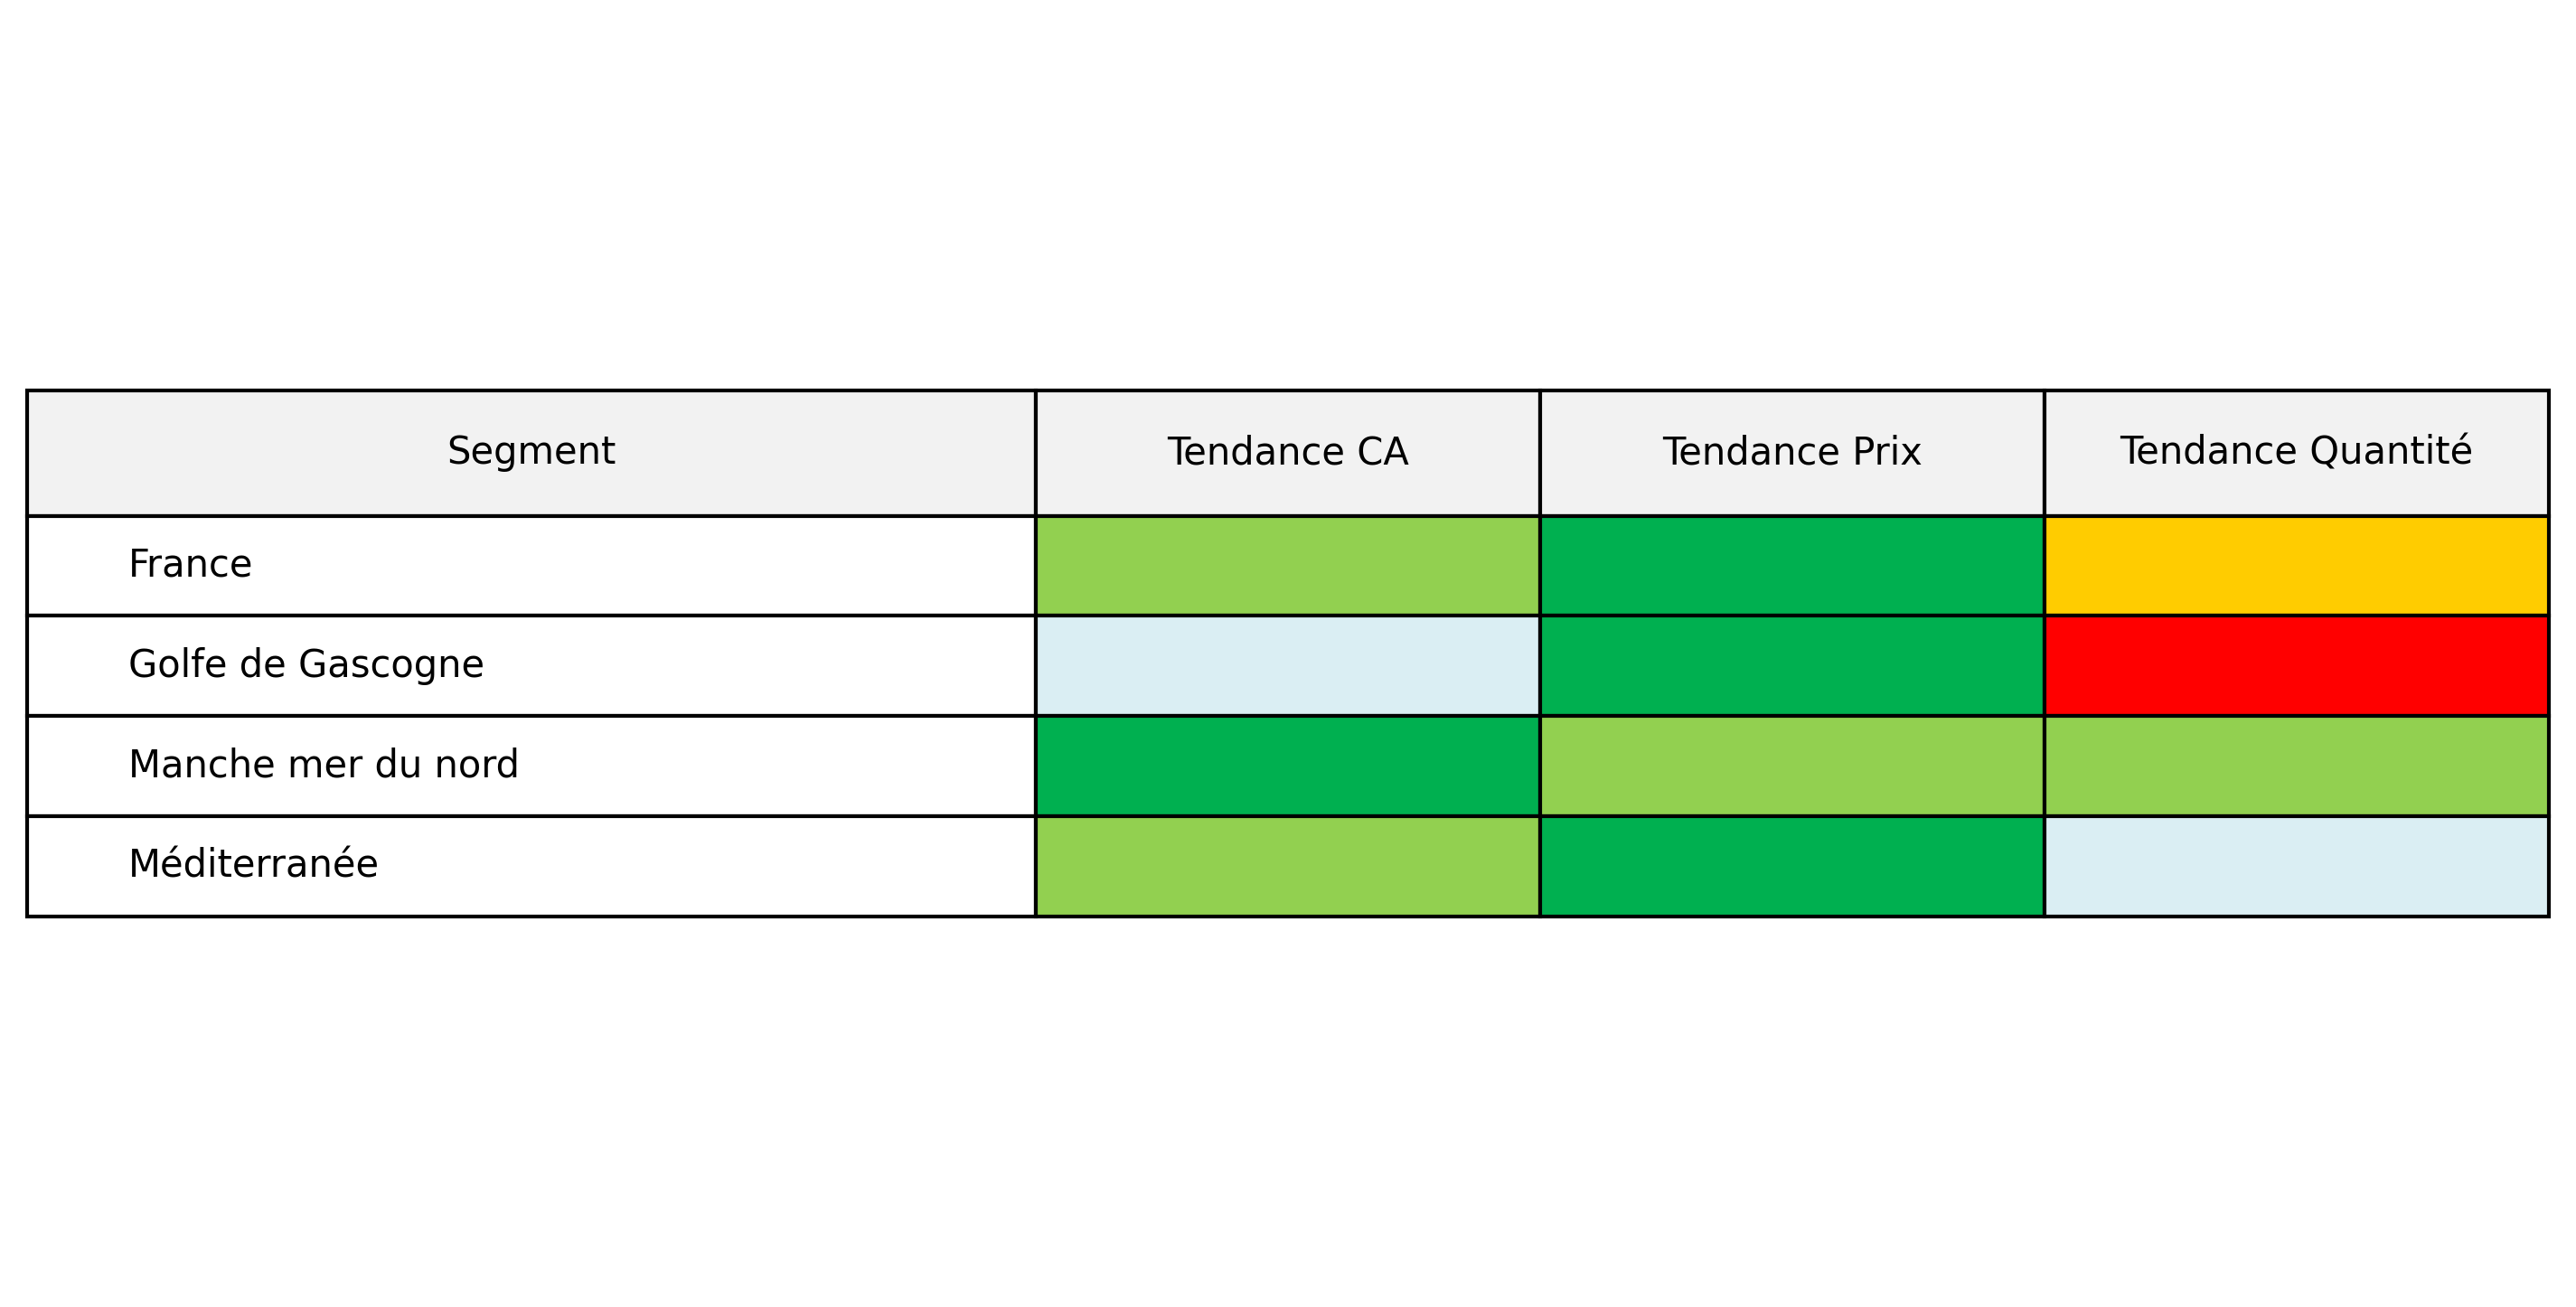 Segment Tendance CA Tendance Prix Tendance Quantité
France
Golfe de Gascogne
Manche mer du nord
Méditerranée